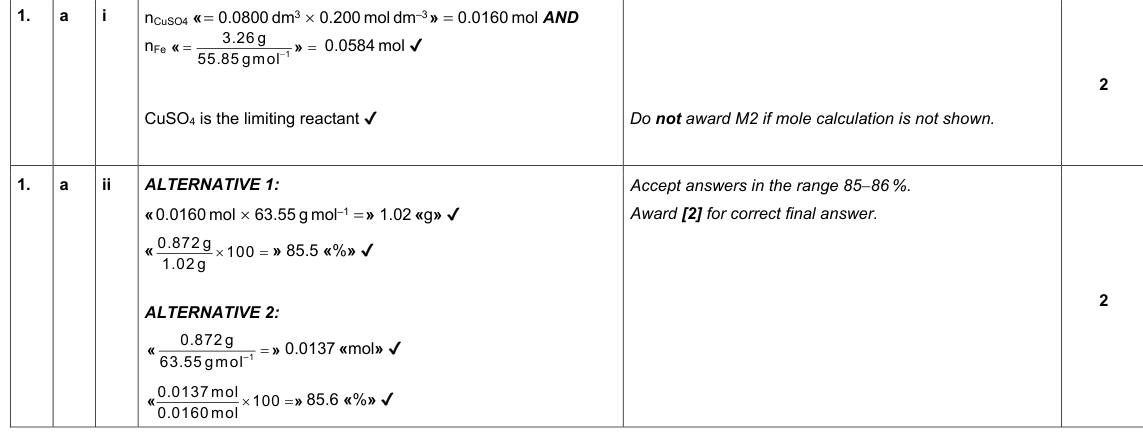 1. a i nCuSO4 «= 0.0800 dm³ × 0.200 mol dm⁻³» = 0.0160 mol AND
nFe «= 3.26 g / 55.85 g mol⁻¹ » = 0.0584 mol ✓
2
CuSO₄ is the limiting reactant ✓ Do not award M2 if mole calculation is not shown.
1. a ii ALTERNATIVE 1: Accept answers in the range 85–86 %.
«0.0160 mol × 63.55 g mol⁻¹ =» 1.02 «g» ✓ Award [2] for correct final answer.
« 0.872 g / 1.02 g × 100 = » 85.5 «%» ✓
2
ALTERNATIVE 2:
« 0.872 g / 63.55 g mol⁻¹ =» 0.0137 «mol» ✓
« 0.0137 mol / 0.0160 mol × 100 =» 85.6 «%» ✓